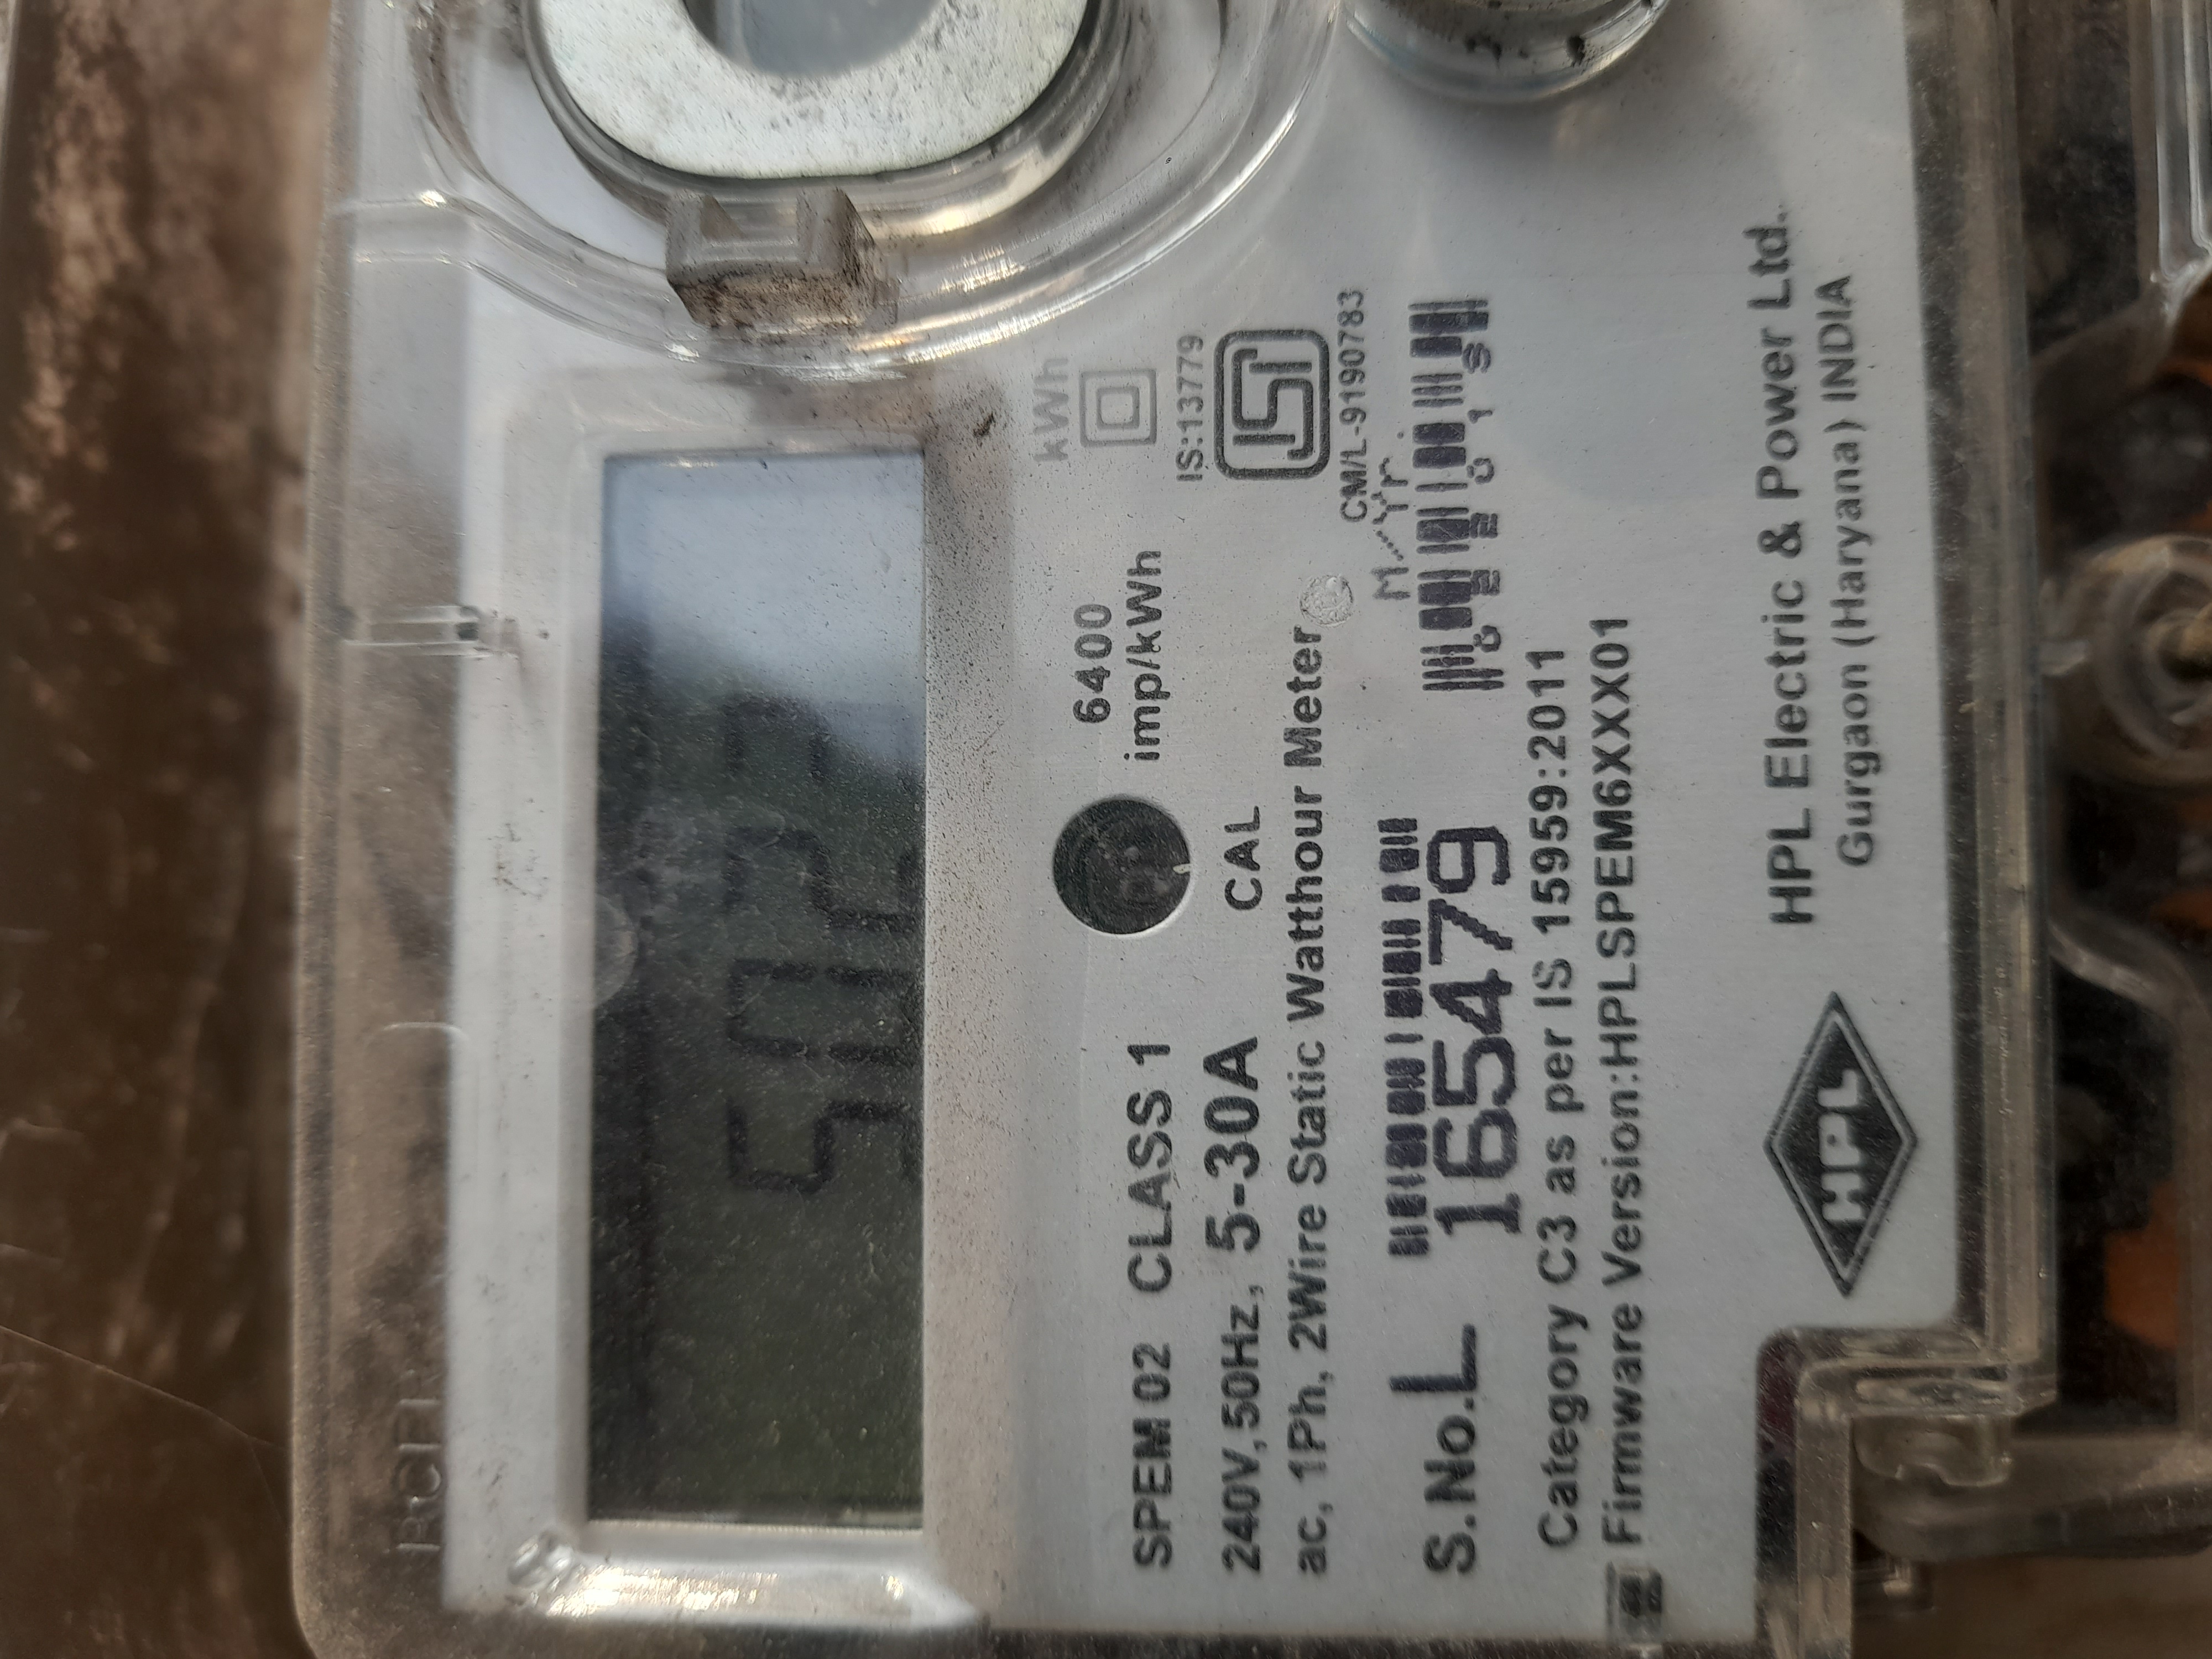 kWh
6400
imp/kWh
IS:13779
SPEM 02 CLASS 1
CAL
240V,50Hz, 5-30A
ac, 1Ph, 2Wire Static Watthour Meter
CM/L-9190783
M/Yr.
S.No.L 165479
Category C3 as per IS 15959:2011
Firmware Version:HPLSPEM6XXX01
HPL
HPL Electric & Power Ltd.
Gurgaon (Haryana) INDIA